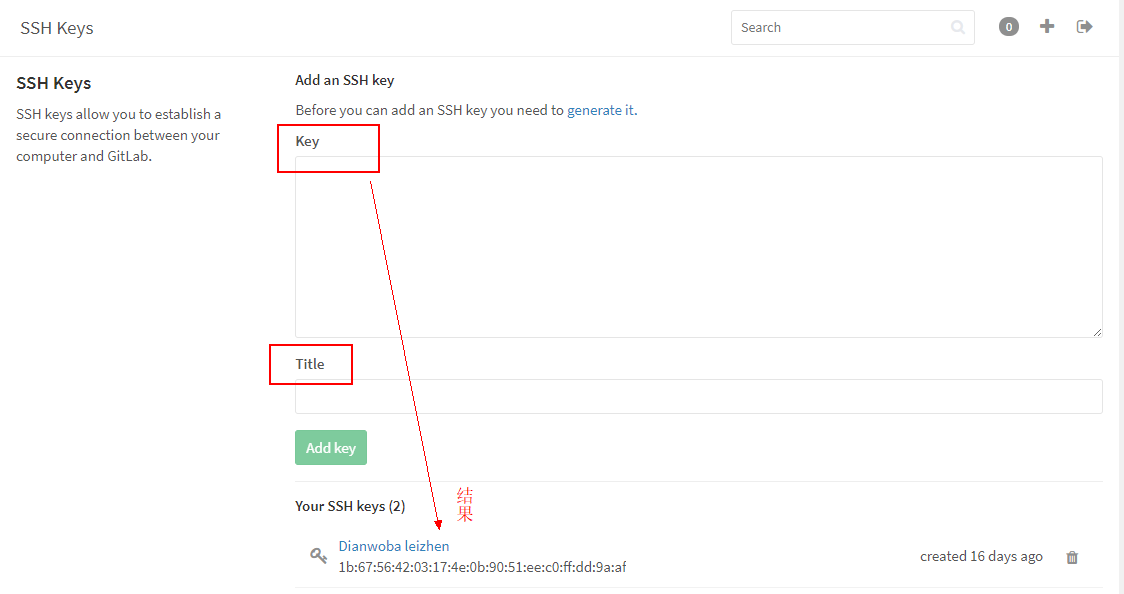 SSH Keys
Search
0
SSH Keys
SSH keys allow you to establish a
secure connection between your
computer and GitLab.
Add an SSH key
Before you can add an SSH key you need to generate it.
Key
Title
Add key
Your SSH keys (2)
结
果
Dianwoba leizhen
1b:67:56:42:03:17:4e:0b:90:51:ee:c0:ff:dd:9a:af
created 16 days ago